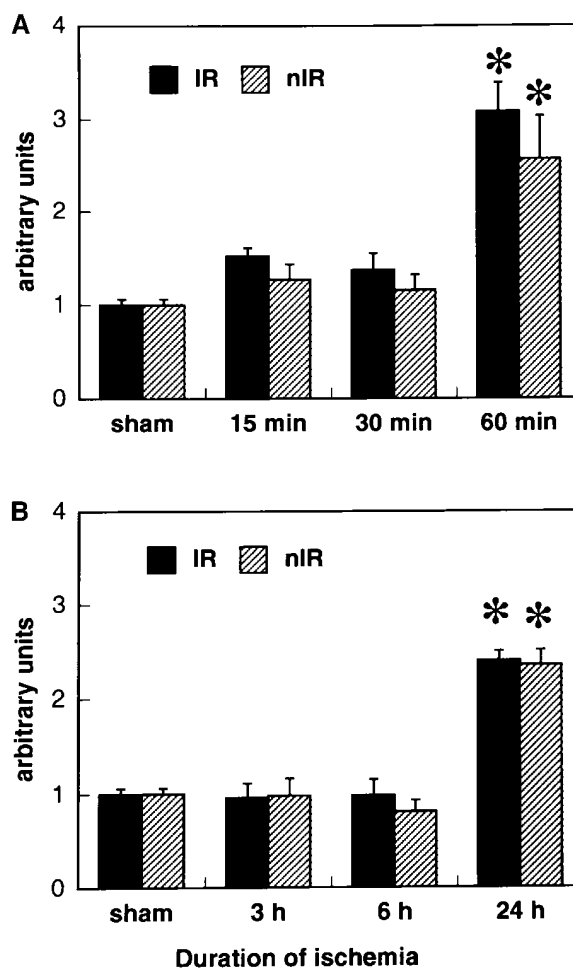 A
4
IR nIR
* *
3
arbitrary units
2
1
0
sham 15 min 30 min 60 min
B
4
IR nIR
* *
3
arbitrary units
2
1
0
sham 3 h 6 h 24 h
Duration of ischemia